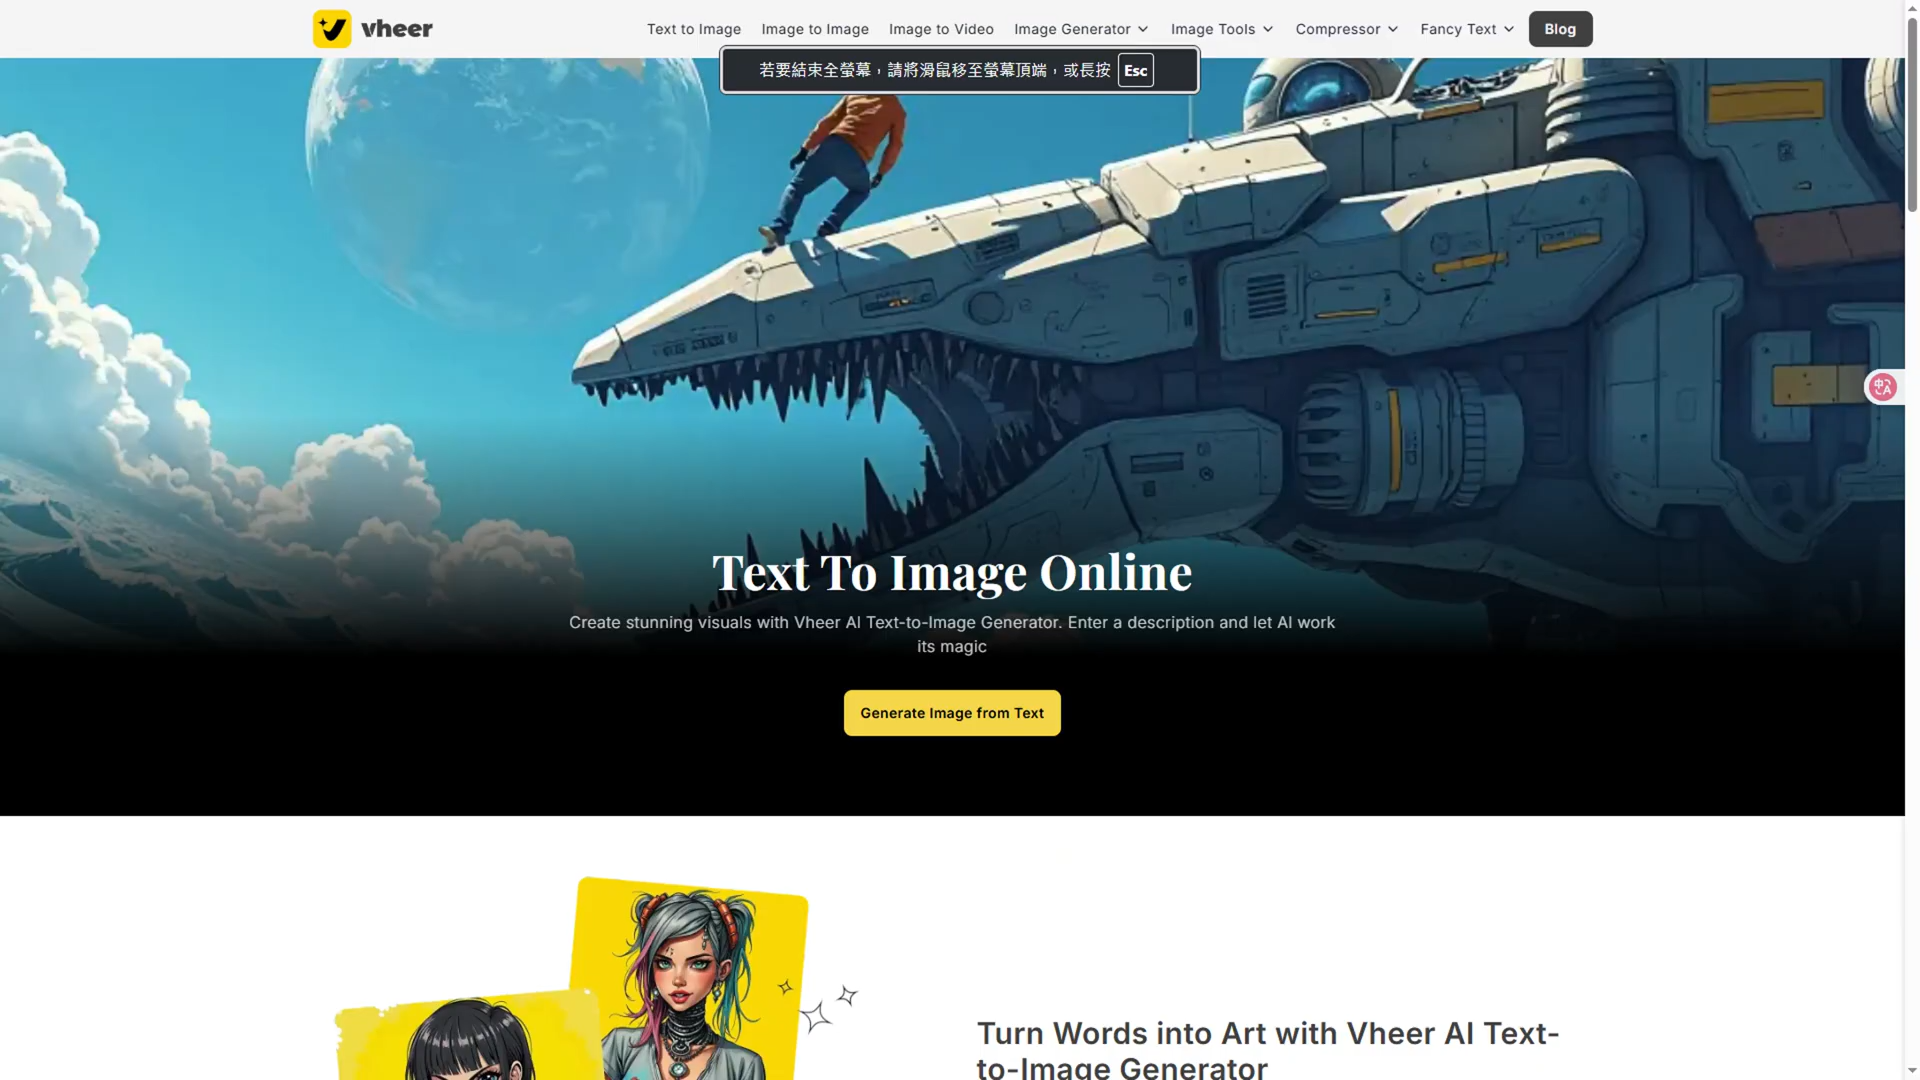 vheer
Text to Image
Image to Image
Image to Video
Image Generator
Image Tools
Compressor
Fancy Text
Blog
若要結束全螢幕，請將滑鼠移至螢幕頂端，或長按 Esc
中
A
Text To Image Online
Create stunning visuals with Vheer AI Text-to-Image Generator. Enter a description and let AI work
its magic
Generate Image from Text
Turn Words into Art with Vheer AI Text-
to-Image Generator